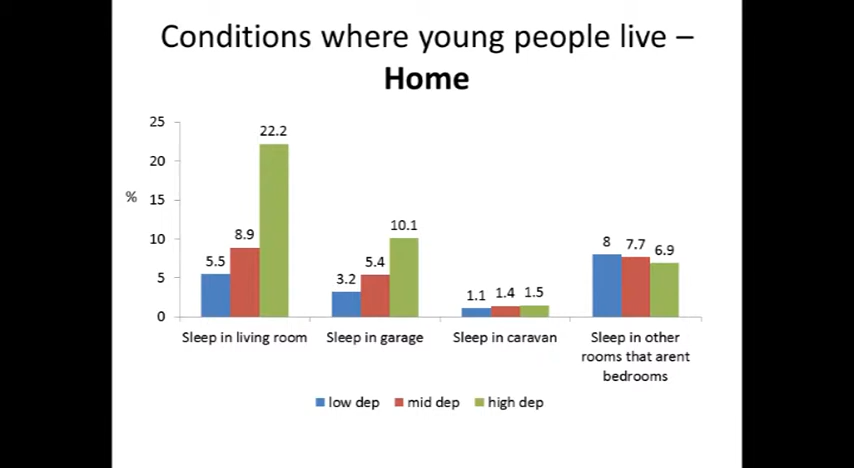 Conditions where young people live –
Home
25
20
15
10
5
0
%
5.5
8.9
22.2
3.2
5.4
10.1
1.1
1.4
1.5
8
7.7
6.9
Sleep in living room
Sleep in garage
Sleep in caravan
Sleep in other
rooms that arent
bedrooms
low dep
mid dep
high dep